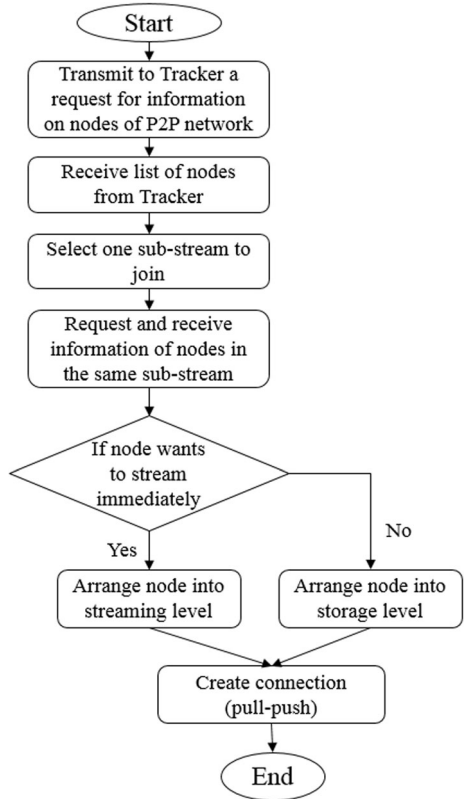 Start
Transmit to Tracker a
request for information
on nodes of P2P network
Receive list of nodes
from Tracker
Select one sub-stream to
join
Request and receive
information of nodes in
the same sub-stream
If node wants
to stream
immediately
Yes
No
Arrange node into
streaming level
Arrange node into
storage level
Create connection
(pull-push)
End